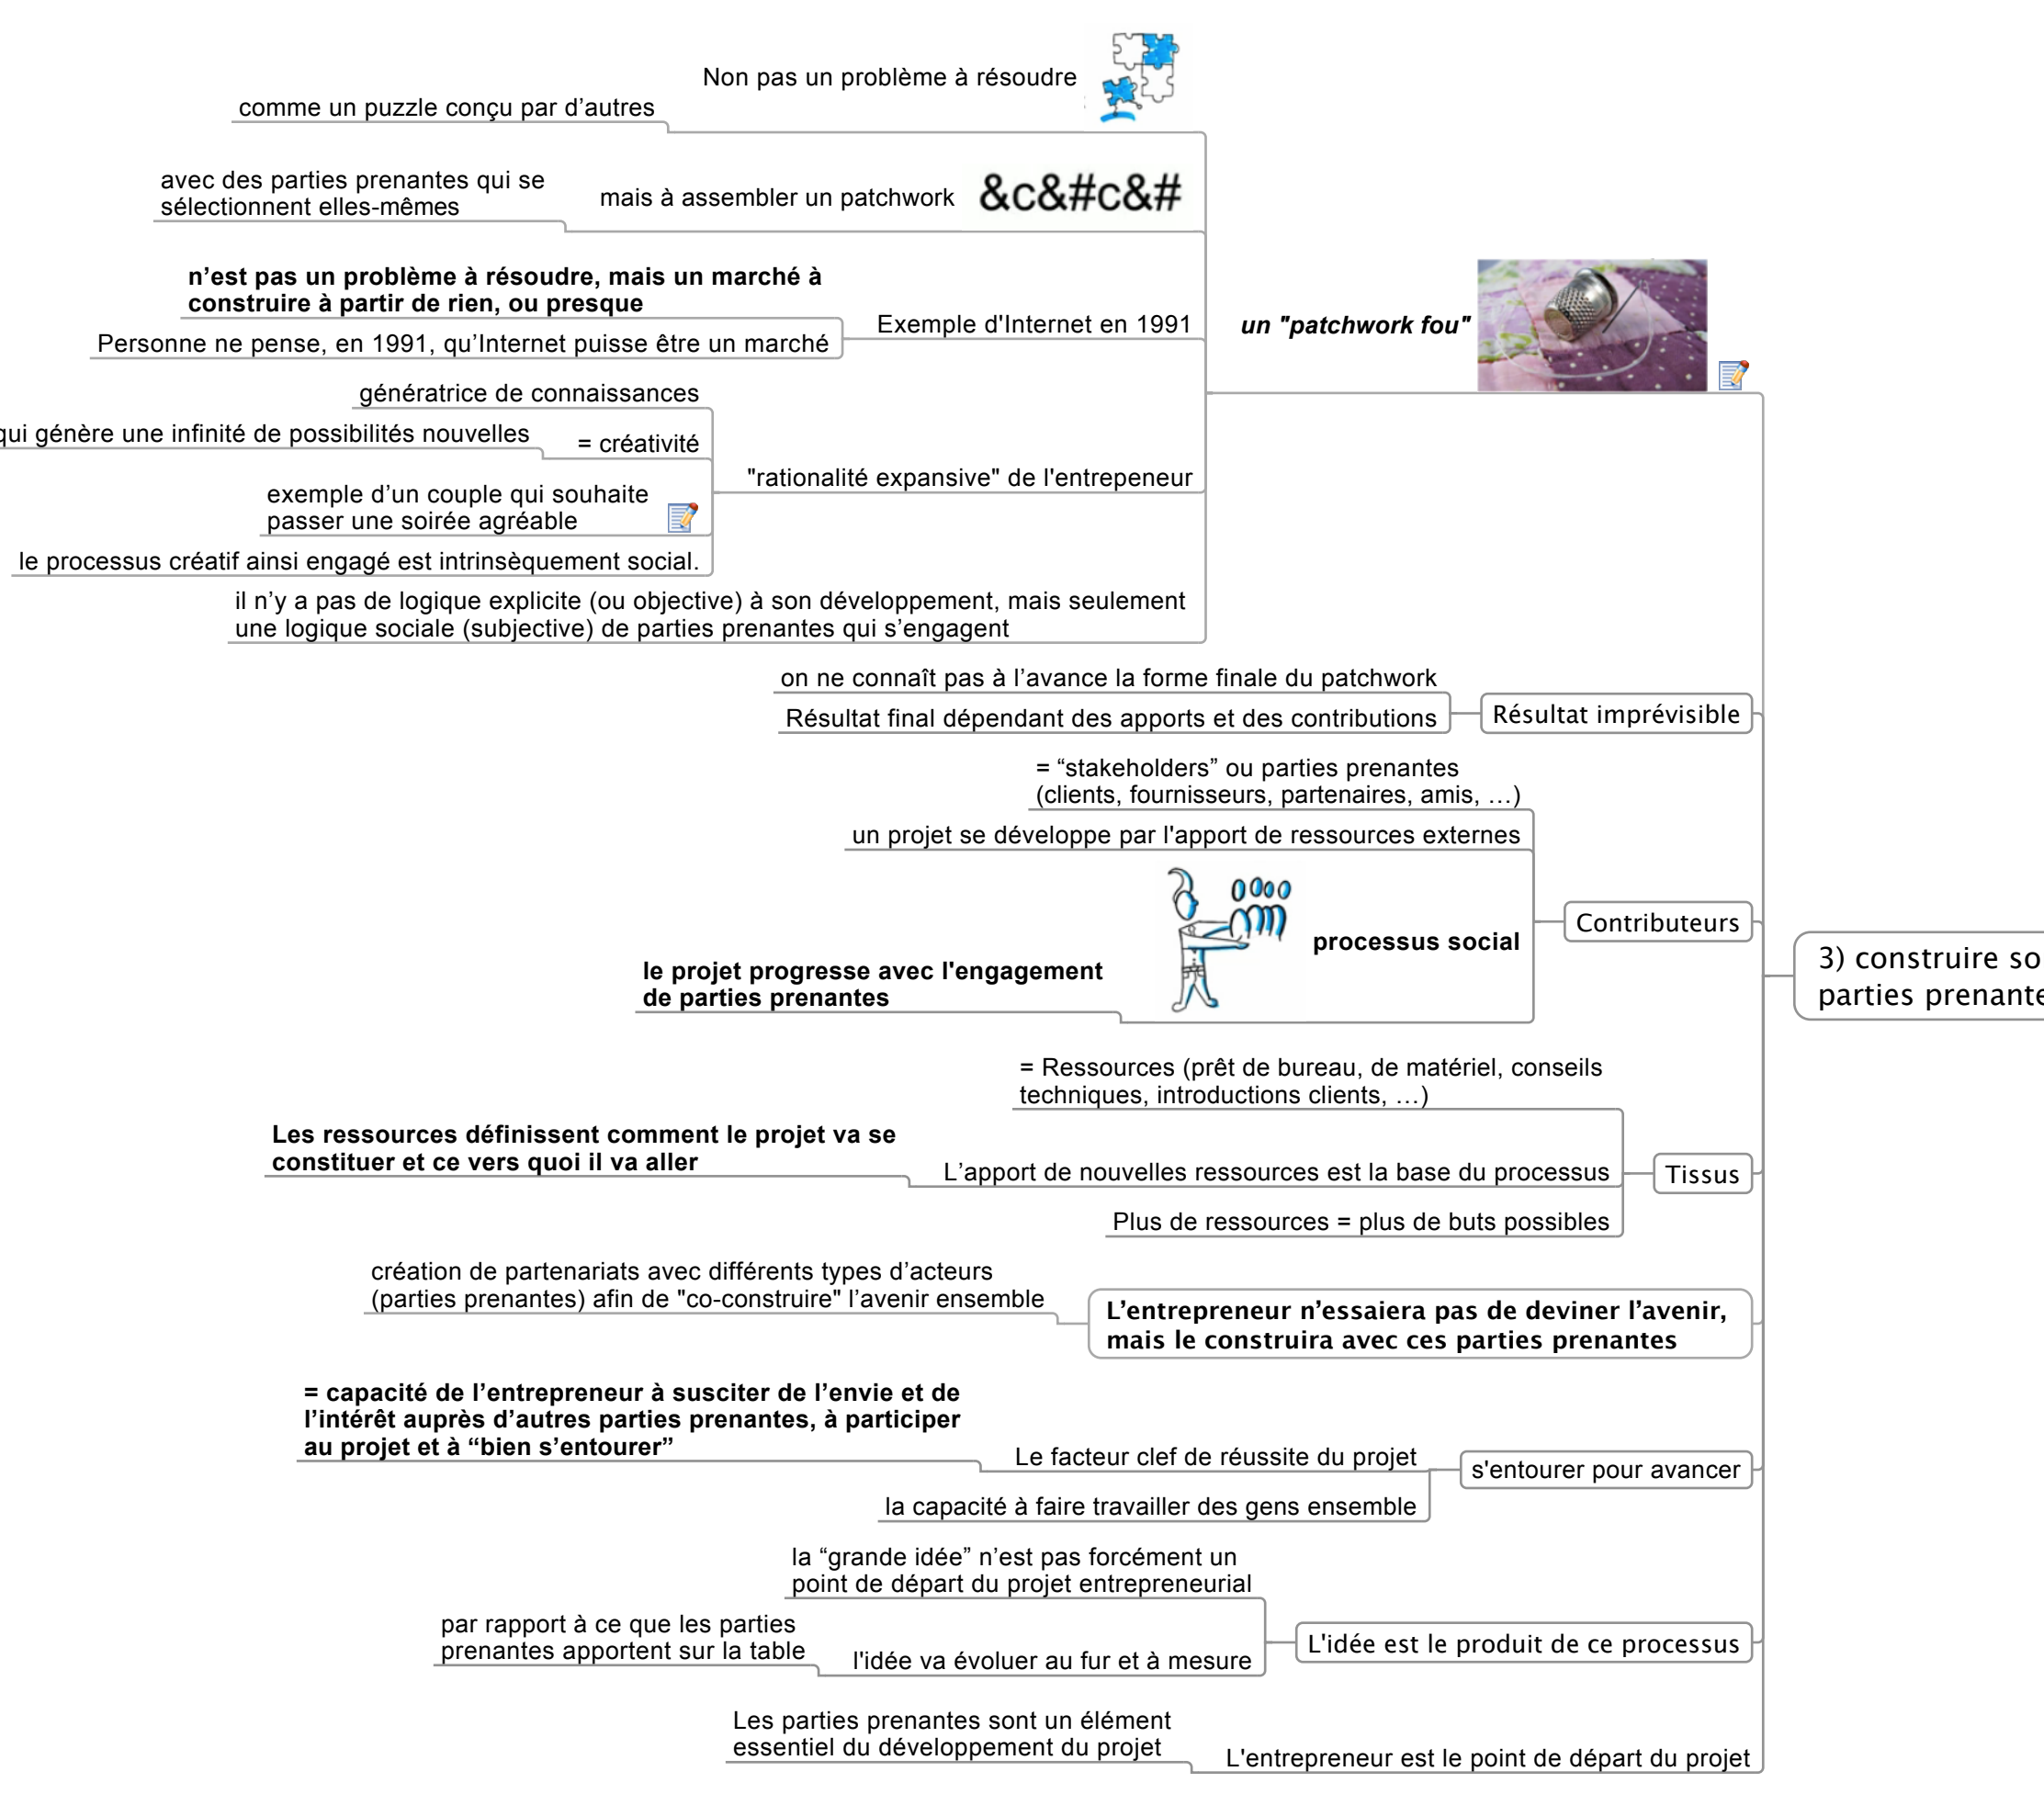 Non pas un problème à résoudre
comme un puzzle conçu par d’autres
avec des parties prenantes qui se
sélectionnent elles-mêmes
mais à assembler un patchwork
&c&#c&#
n’est pas un problème à résoudre, mais un marché à
construire à partir de rien, ou presque
Personne ne pense, en 1991, qu’Internet puisse être un marché
Exemple d'Internet en 1991
un "patchwork fou"
génératrice de connaissances
qui génère une infinité de possibilités nouvelles
= créativité
exemple d’un couple qui souhaite
passer une soirée agréable
le processus créatif ainsi engagé est intrinsèquement social.
"rationalité expansive" de l'entrepeneur
il n’y a pas de logique explicite (ou objective) à son développement, mais seulement
une logique sociale (subjective) de parties prenantes qui s’engagent
on ne connaît pas à l’avance la forme finale du patchwork
Résultat final dépendant des apports et des contributions
Résultat imprévisible
= “stakeholders” ou parties prenantes
(clients, fournisseurs, partenaires, amis, …)
un projet se développe par l'apport de ressources externes
processus social
le projet progresse avec l'engagement
de parties prenantes
Contributeurs
3) construire so
parties prenante
= Ressources (prêt de bureau, de matériel, conseils
techniques, introductions clients, …)
Les ressources définissent comment le projet va se
constituer et ce vers quoi il va aller
L’apport de nouvelles ressources est la base du processus
Plus de ressources = plus de buts possibles
Tissus
création de partenariats avec différents types d’acteurs
(parties prenantes) afin de "co-construire" l’avenir ensemble
L’entrepreneur n’essaiera pas de deviner l’avenir,
mais le construira avec ces parties prenantes
= capacité de l’entrepreneur à susciter de l’envie et de
l’intérêt auprès d’autres parties prenantes, à participer
au projet et à “bien s’entourer”
Le facteur clef de réussite du projet
la capacité à faire travailler des gens ensemble
s'entourer pour avancer
la “grande idée” n’est pas forcément un
point de départ du projet entrepreneurial
par rapport à ce que les parties
prenantes apportent sur la table
l'idée va évoluer au fur et à mesure
L'idée est le produit de ce processus
Les parties prenantes sont un élément
essentiel du développement du projet
L'entrepreneur est le point de départ du projet